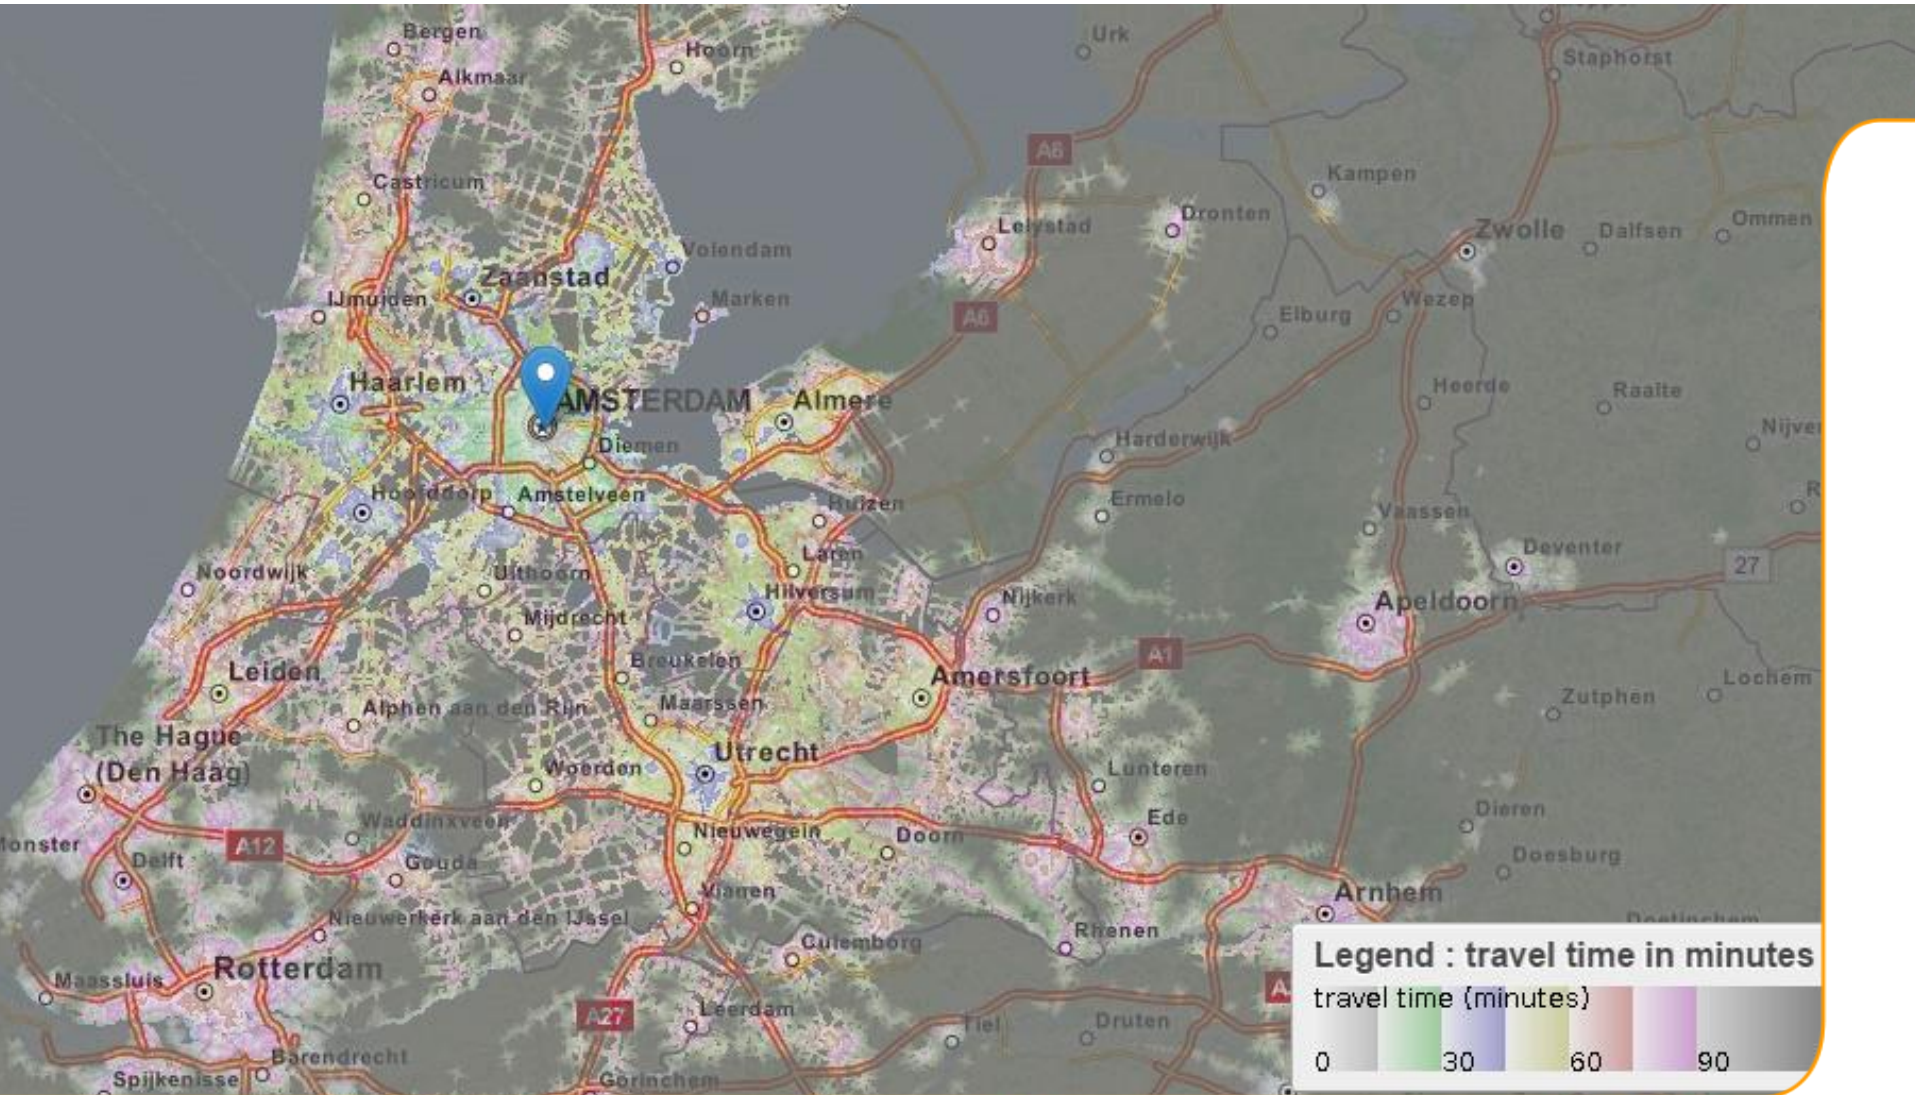 Bergen
Hoorn
Urk
Staphorst
Alkmaar
A6
Castricum
Kampen
Lelystad
Dronten
Zwolle
Dalfsen
Ommen
Volendam
Zaanstad
IJmuiden
Marken
A6
Elburg
Wezep
Haarlem
AMSTERDAM
Almere
Heerde
Raalte
Diemen
Harderwijk
Hoofddorp
Amstelveen
Huizen
Ermelo
Vaassen
Noordwijk
Uithoorn
Laren
Hilversum
Deventer
27
Mijdrecht
Nijkerk
Apeldoorn
Leiden
Breukelen
A1
Amersfoort
Alphen aan den Rijn
Maarssen
Zutphen
Lochem
The Hague
(Den Haag)
Utrecht
Woerden
Lunteren
Waddinxveen
A12
Nieuwegein
Doorn
Ede
Dieren
Delft
Gouda
Doesburg
Vianen
Arnhem
Nieuwerkerk aan den IJssel
Culemborg
Rhenen
Doetinchem
Maassluis
Rotterdam
Leerdam
A27
Tiel
Druten
Barendrecht
Spijkenisse
Gorinchem
Legend : travel time in minutes
travel time (minutes)
0 30 60 90